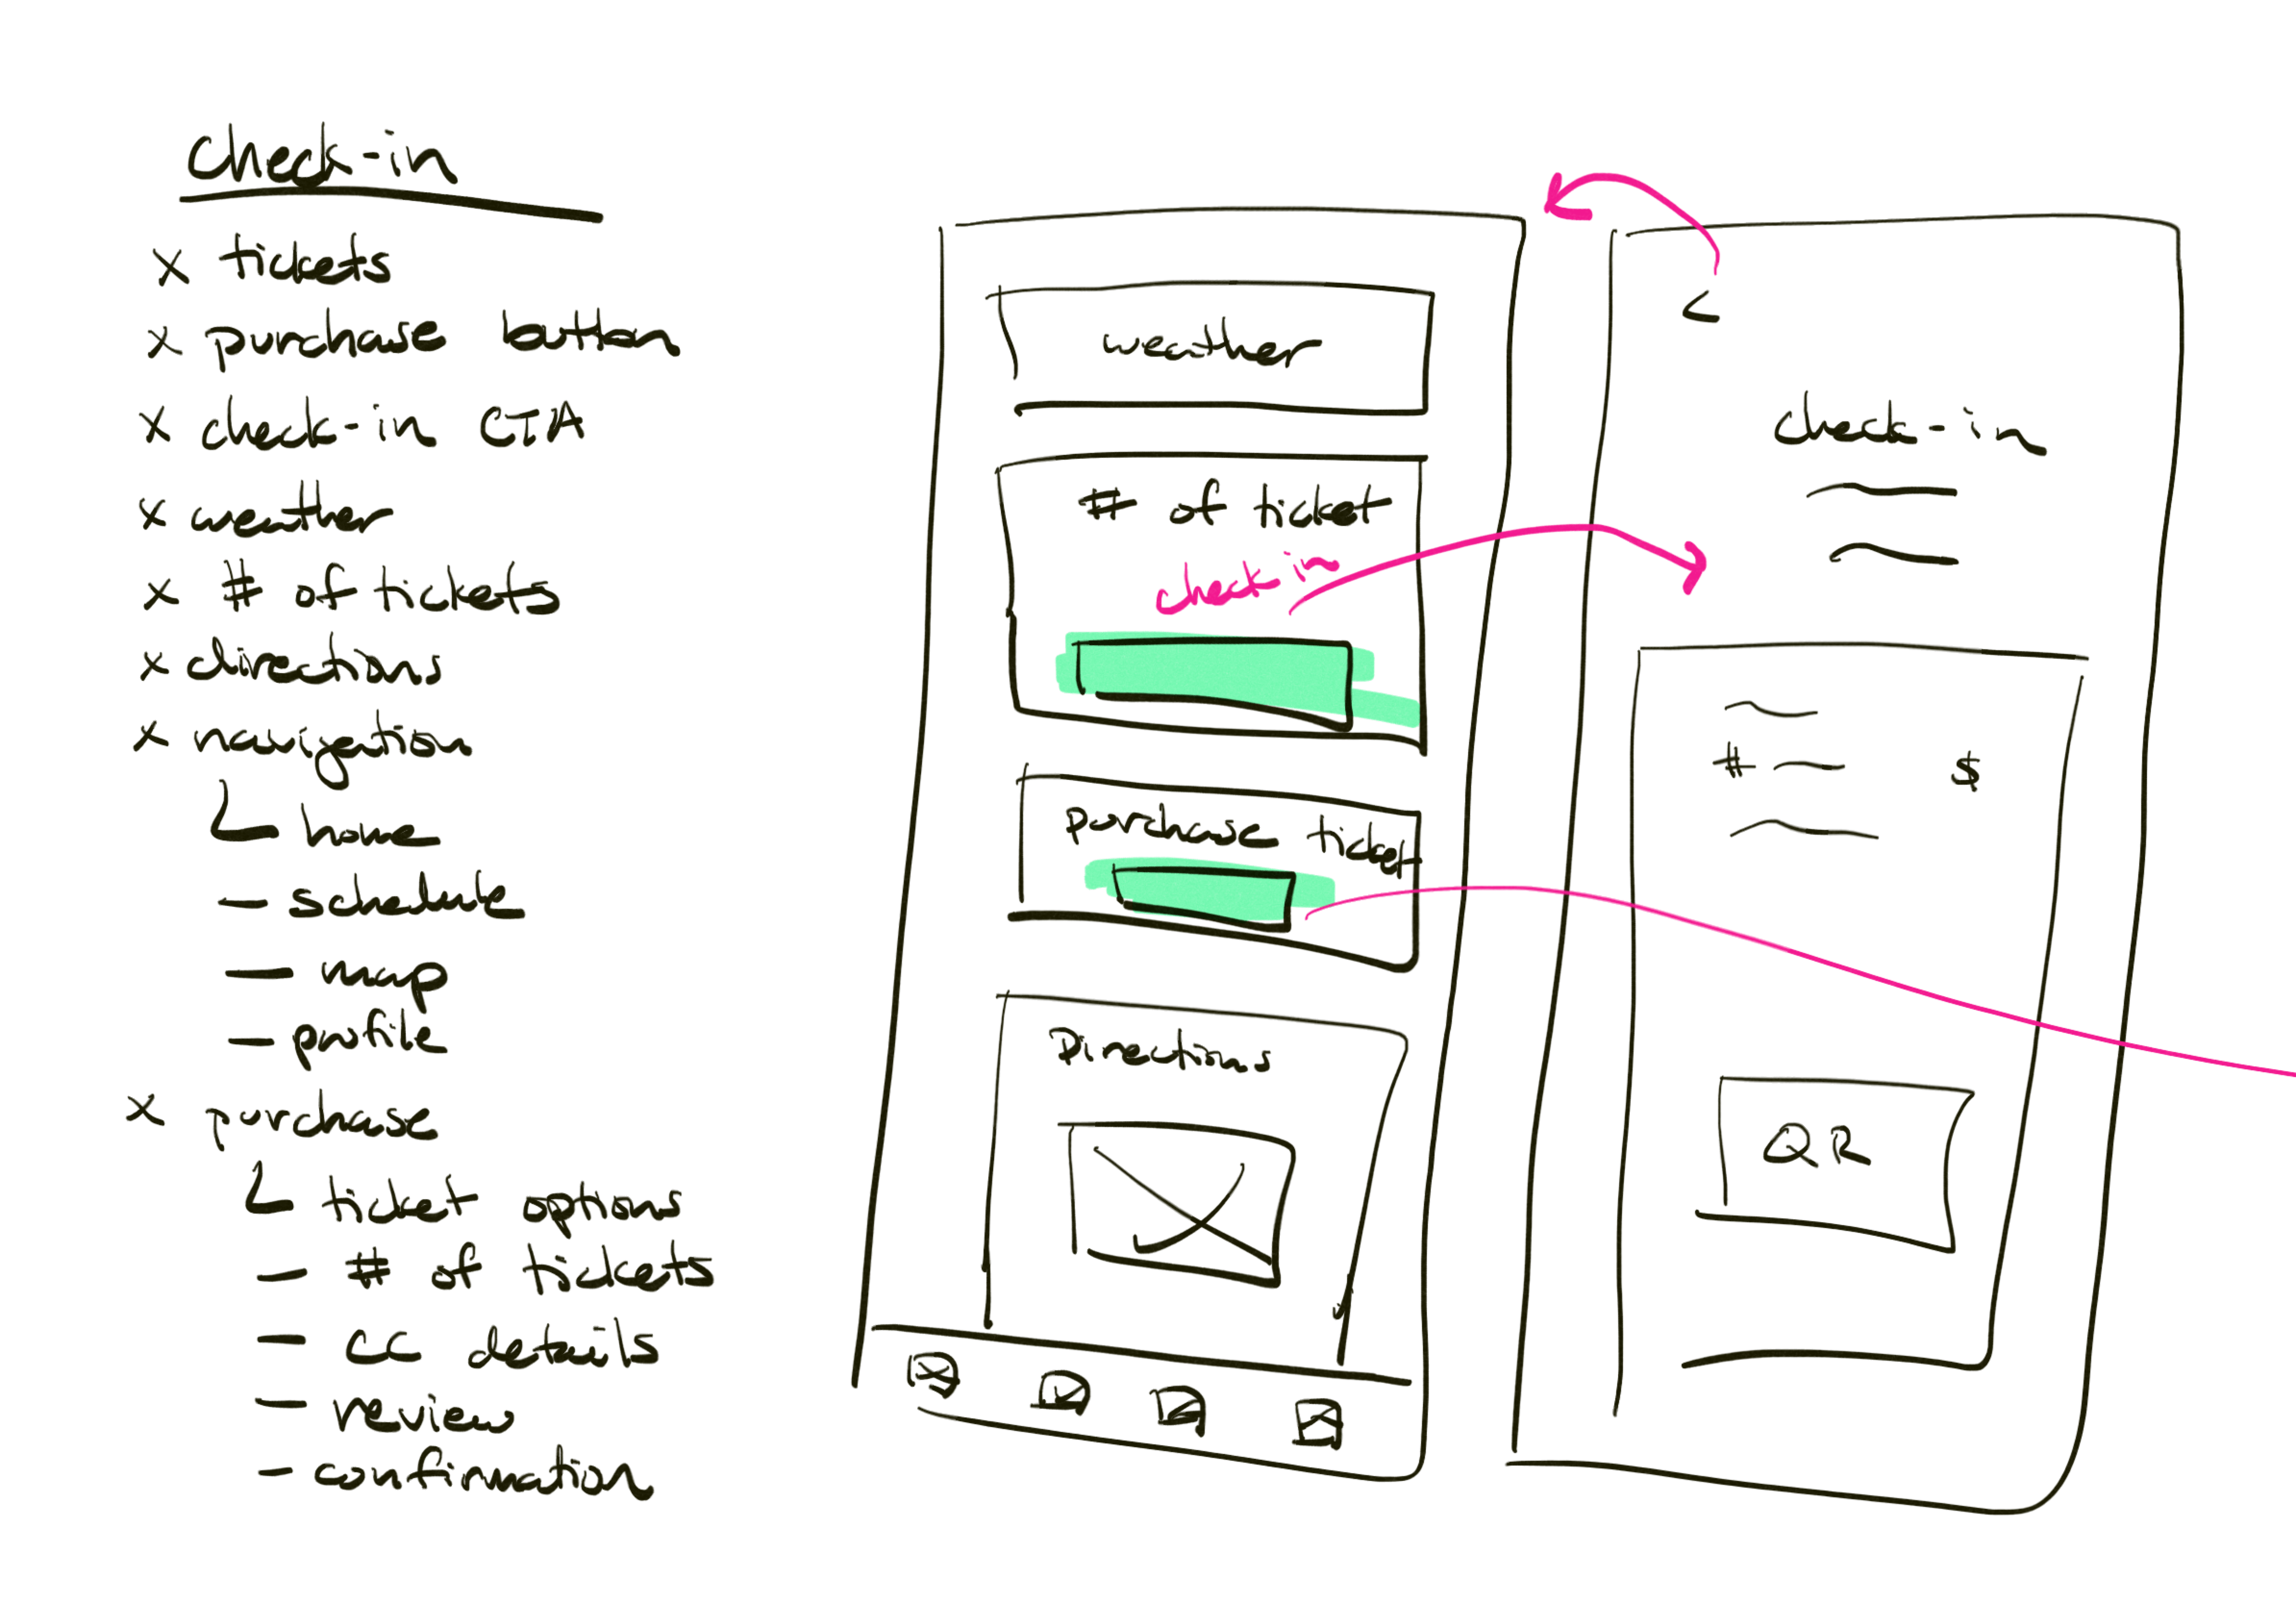 check-in
x tickets
x purchase button
x check-in CTA
x weather
x # of tickets
x directions
x navigation
home
- schedule
- map
- profile
x purchase
ticket options
- # of tickets
- CC details
- review
- confirmation
weather
# of ticket
check in
purchase ticket
Directions
<
check-in
# $
QR